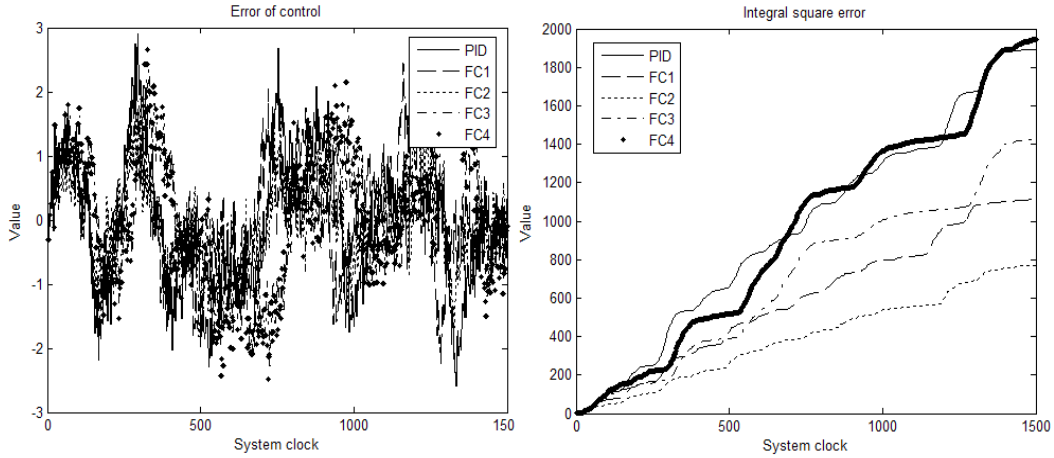 Error of control
3
2
1
0
-1
-2
-3
Value
0
500
1000
150
System clock
PID
FC1
FC2
FC3
FC4
Integral square error
2000
1800
1600
1400
1200
1000
800
600
400
200
0
Value
0
500
1000
1500
System clock
PID
FC1
FC2
FC3
FC4